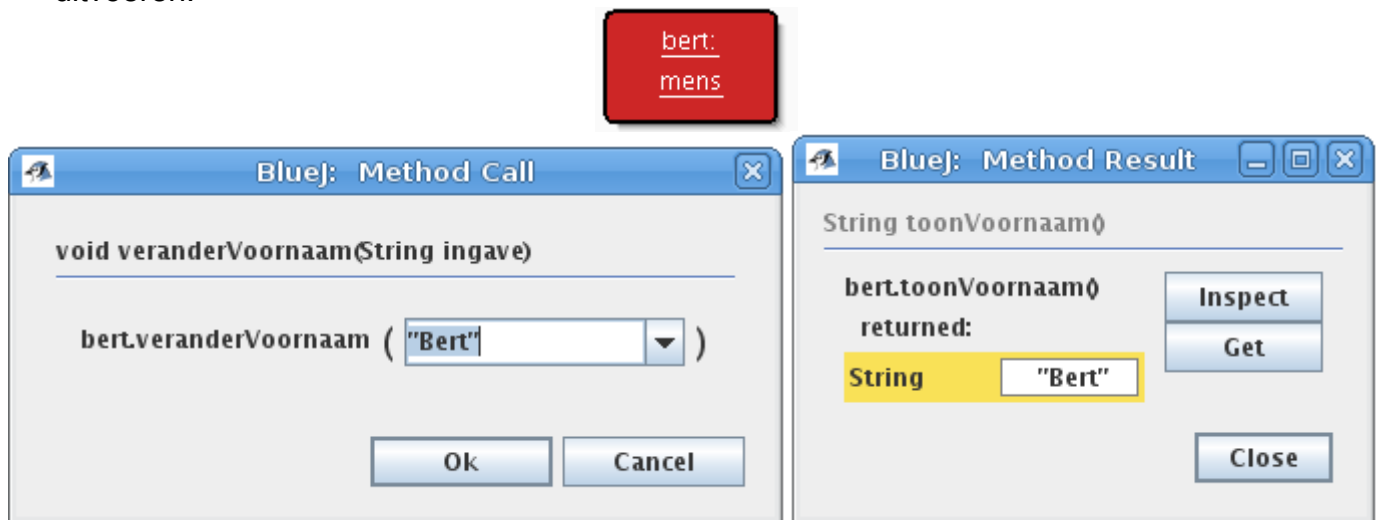 uitvoeren.
bert:
mens
BlueJ: Method Call
void veranderVoornaam(String ingave)
bert.veranderVoornaam ( "Bert" )
Ok
Cancel
BlueJ: Method Result
String toonVoornaam()
bert.toonVoornaam()
returned:
String "Bert"
Inspect
Get
Close